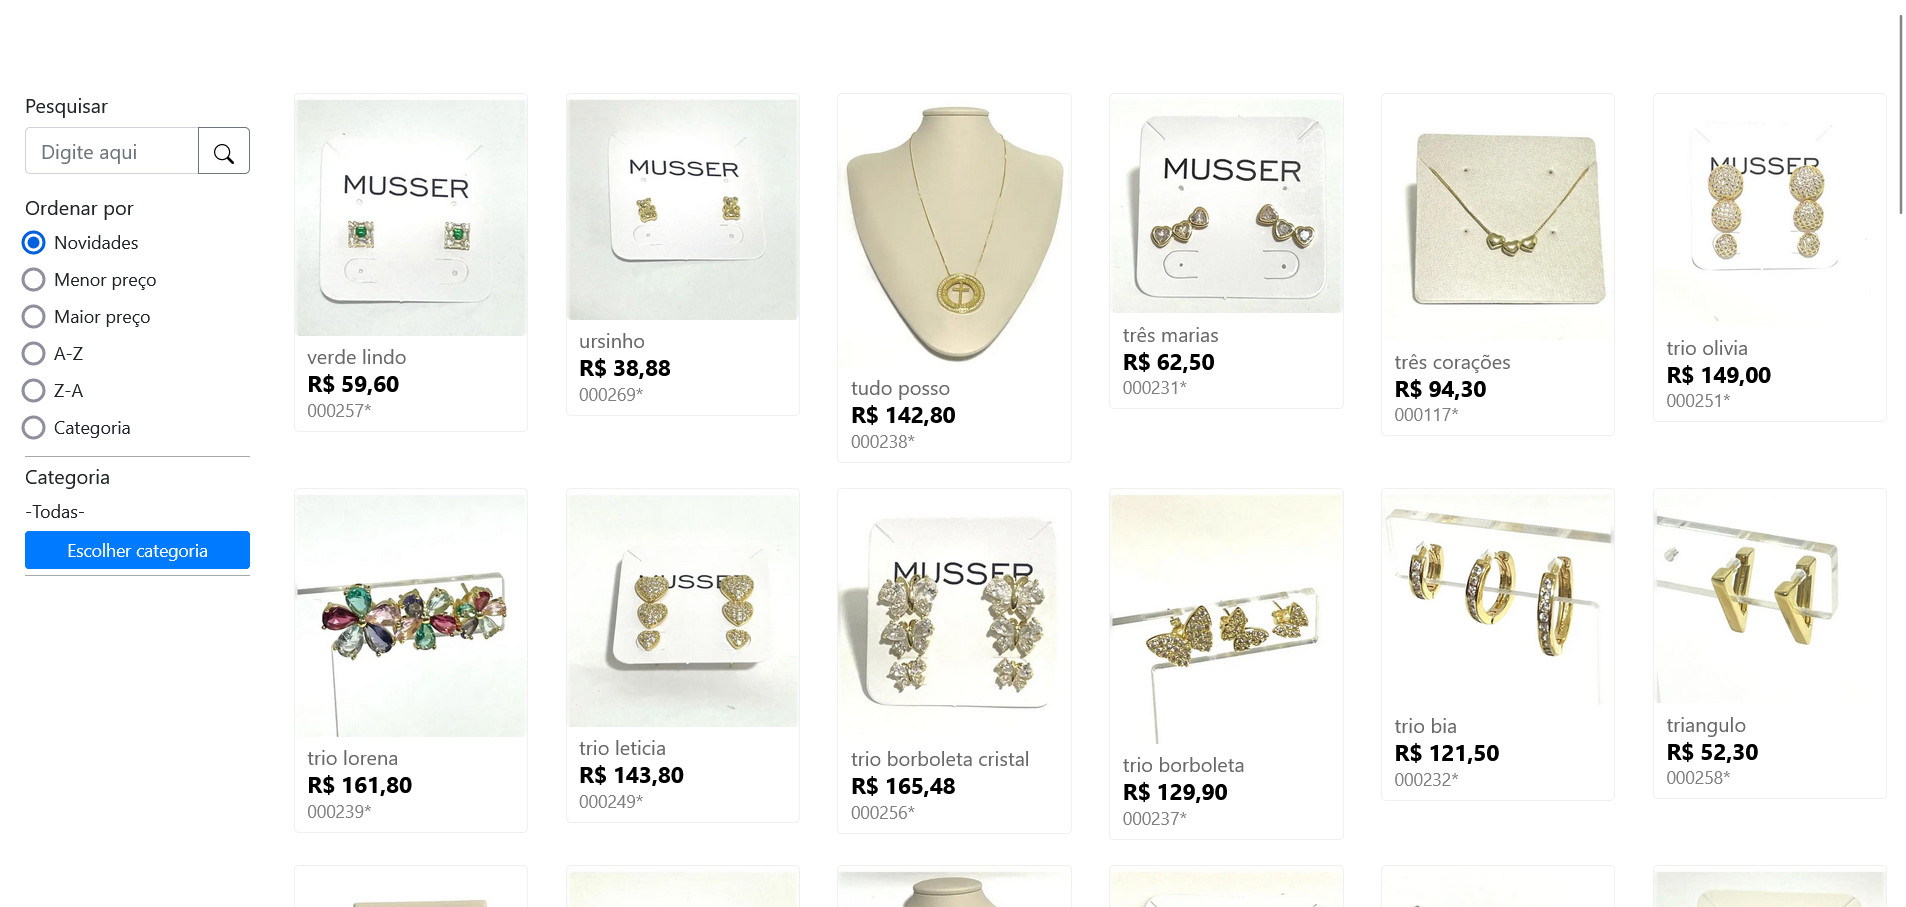 Pesquisar
Digite aqui
Ordenar por
Novidades
Menor preço
Maior preço
A-Z
Z-A
Categoria
Categoria
-Todas-
Escolher categoria
MUSSER
verde lindo
R$ 59,60
000257*
MUSSER
ursinho
R$ 38,88
000269*
tudo posso
R$ 142,80
000238*
MUSSER
três marias
R$ 62,50
000231*
três corações
R$ 94,30
000117*
MUSSER
trio olivia
R$ 149,00
000251*
trio lorena
R$ 161,80
000239*
MUSSER
trio leticia
R$ 143,80
000249*
MUSSER
trio borboleta cristal
R$ 165,48
000256*
trio borboleta
R$ 129,90
000237*
trio bia
R$ 121,50
000232*
triangulo
R$ 52,30
000258*